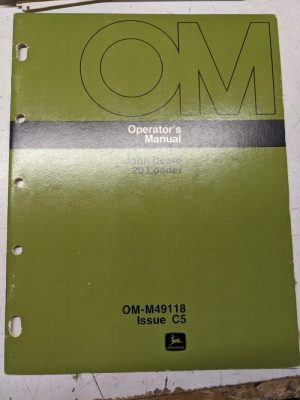 OM
Operator's
Manual
John Deere
20 Loader
OM-M49118
Issue C5